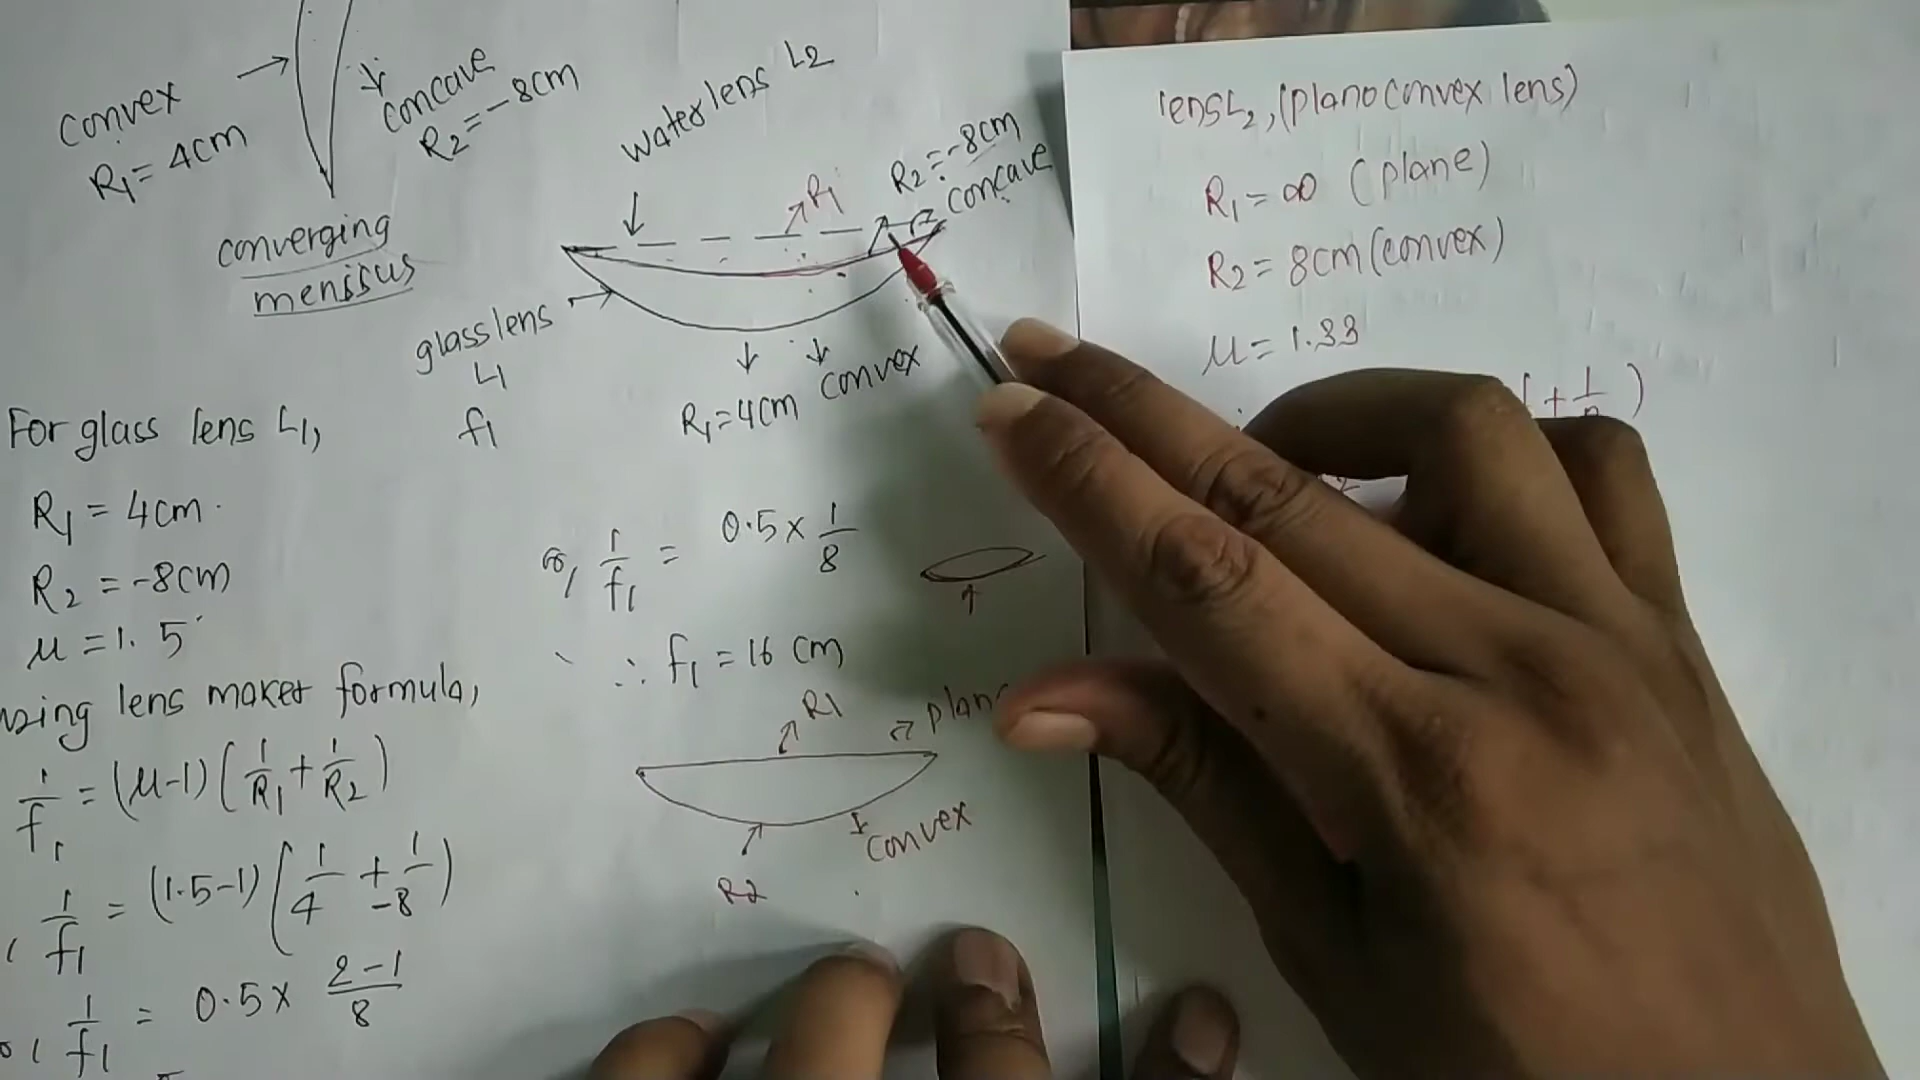 convex
R1 = 4cm
concave
R2 = -8cm
converging
meniscus
water lens L2
R1
R2 = -8cm
concave
glass lens
L1
f1
R1 = 4cm
convex
For glass lens L1,
R1 = 4cm
R2 = -8cm
μ = 1.5
lens maker formula,
1/f1 = (μ-1) (1/R1 + 1/R2)
1/f1 = (1.5-1) (1/4 + 1/-8)
1/f1 = 0.5 × 2-1/8
or, 1/f1 = 0.5 × 1/8
∴ f1 = 16 cm
R1
convex
R2
lens L2, (plano convex lens)
R1 = ∞ (plane)
R2 = 8cm (convex)
μ = 1.33